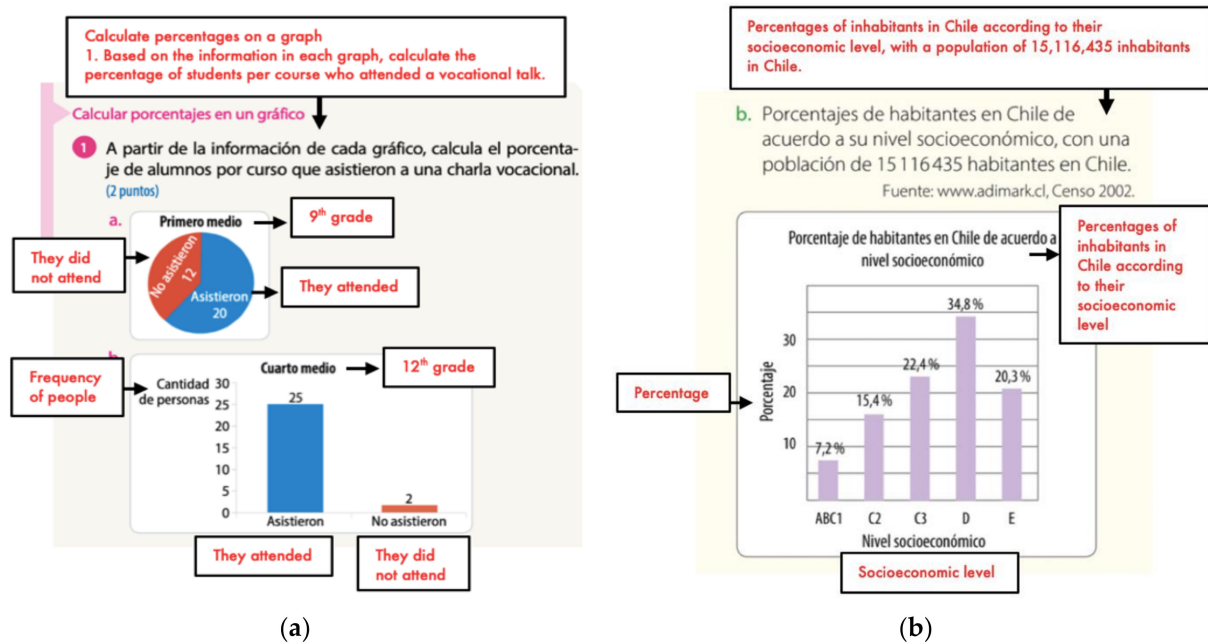 Calculate percentages on a graph
1. Based on the information in each graph, calculate the
percentage of students per course who attended a vocational talk.
Calcular porcentajes en un gráfico
1 A partir de la información de cada gráfico, calcula el porcenta-
je de alumnos por curso que asistieron a una charla vocacional.
(2 puntos)
a.
Primero medio
9th grade
They did
not attend
No asistieron
12
Asistieron
20
They attended
Frequency
of people
Cuarto medio
12th grade
Cantidad
de personas
30
25
20
15
10
5
0
25
2
Asistieron
No asistieron
They attended
They did
not attend
(a)
Percentages of inhabitants in Chile according to their
socioeconomic level, with a population of 15,116,435 inhabitants
in Chile.
b. Porcentajes de habitantes en Chile de
acuerdo a su nivel socioeconómico, con una
población de 15 116 435 habitantes en Chile.
Fuente: www.adimark.cl, Censo 2002.
Porcentaje de habitantes en Chile de acuerdo a
nivel socioeconómico
Percentages of
inhabitants in
Chile according
to their
socioeconomic
level
Percentage
Porcentaje
30
20
10
7,2 %
15,4 %
22,4 %
34,8 %
20,3 %
ABC1
C2
C3
D
E
Nivel socioeconómico
Socioeconomic level
(b)